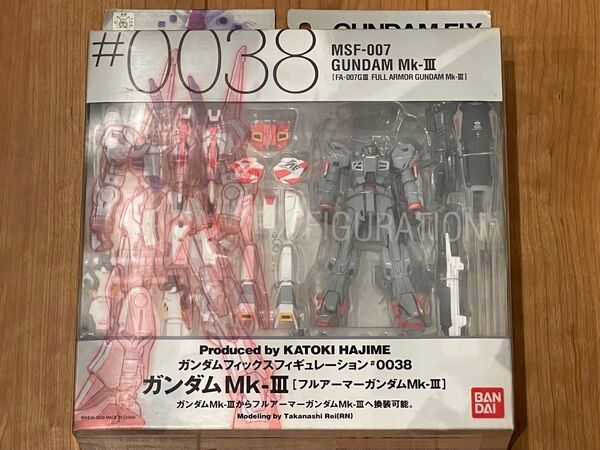 GUNDAM FIX
#0038
MSF-007
GUNDAM Mk-Ⅲ
[FA-007GⅢ FULL ARMOR GUNDAM Mk-Ⅲ]
FIGURATION
Produced by KATOKI HAJIME
ガンダムフィックスフィギュレーション#0038
ガンダムMk-Ⅲ[フルアーマーガンダムMk-Ⅲ]
ガンダムMk-ⅢからフルアーマーガンダムMk-Ⅲへ換装可能。
Modeling by Takanashi Rei(RN)
BAN
DAI